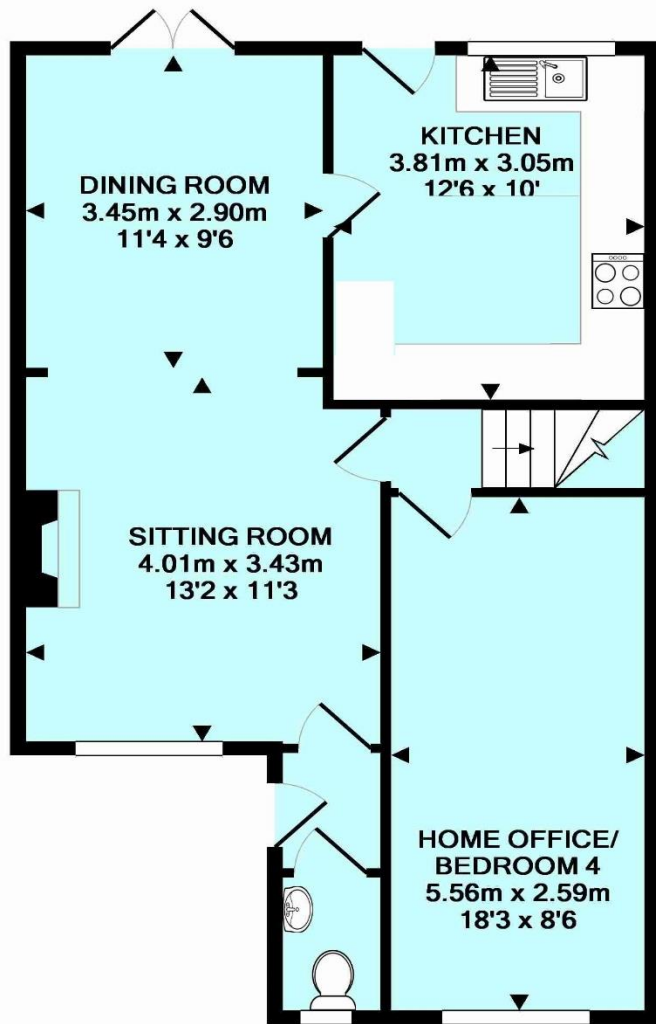 KITCHEN
3.81m x 3.05m
12'6 x 10'
DINING ROOM
3.45m x 2.90m
11'4 x 9'6
SITTING ROOM
4.01m x 3.43m
13'2 x 11'3
HOME OFFICE/
BEDROOM 4
5.56m x 2.59m
18'3 x 8'6